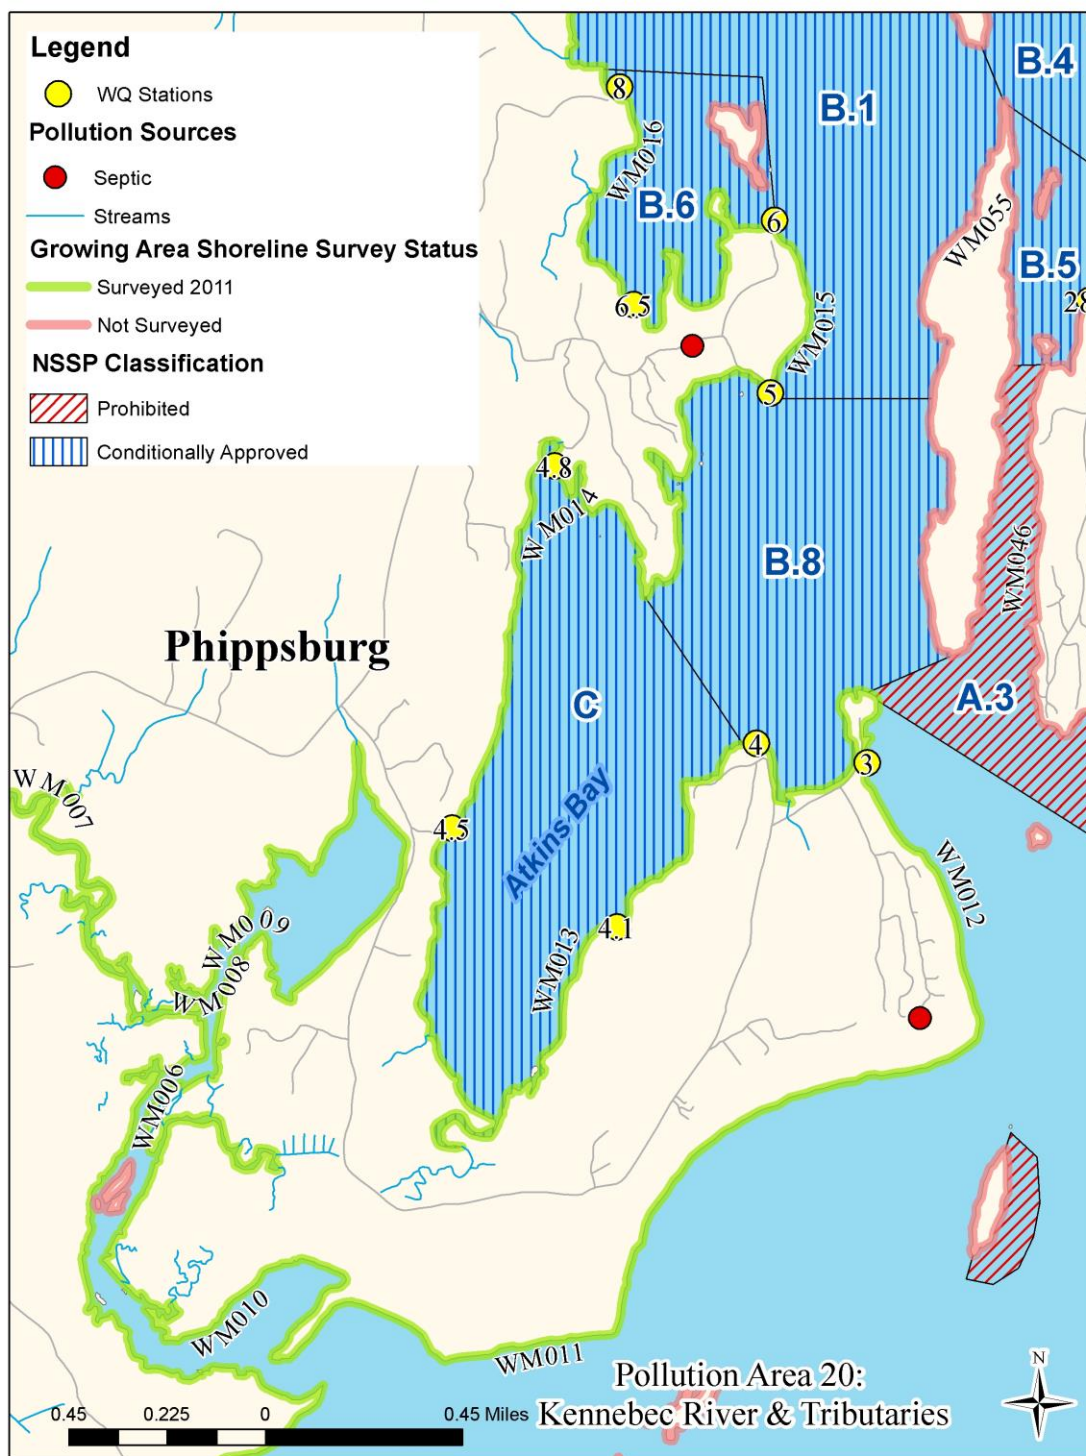 Legend
WQ Stations
Pollution Sources
Septic
Streams
Growing Area Shoreline Survey Status
Surveyed 2011
Not Surveyed
NSSP Classification
Prohibited
Conditionally Approved
B.4
8
B.1
WM016
B.6
6
WM055
B.5
28
6.5
WM015
5
4.8
WM014
B.8
WM046
Phippsburg
A.3
C
4
3
WM007
4.5
Atkins Bay
WM012
WM009
4.1
WM013
WM008
WM006
WM010
WM011
Pollution Area 20:
Kennebec River & Tributaries
N
0.45 0.225 0 0.45 Miles